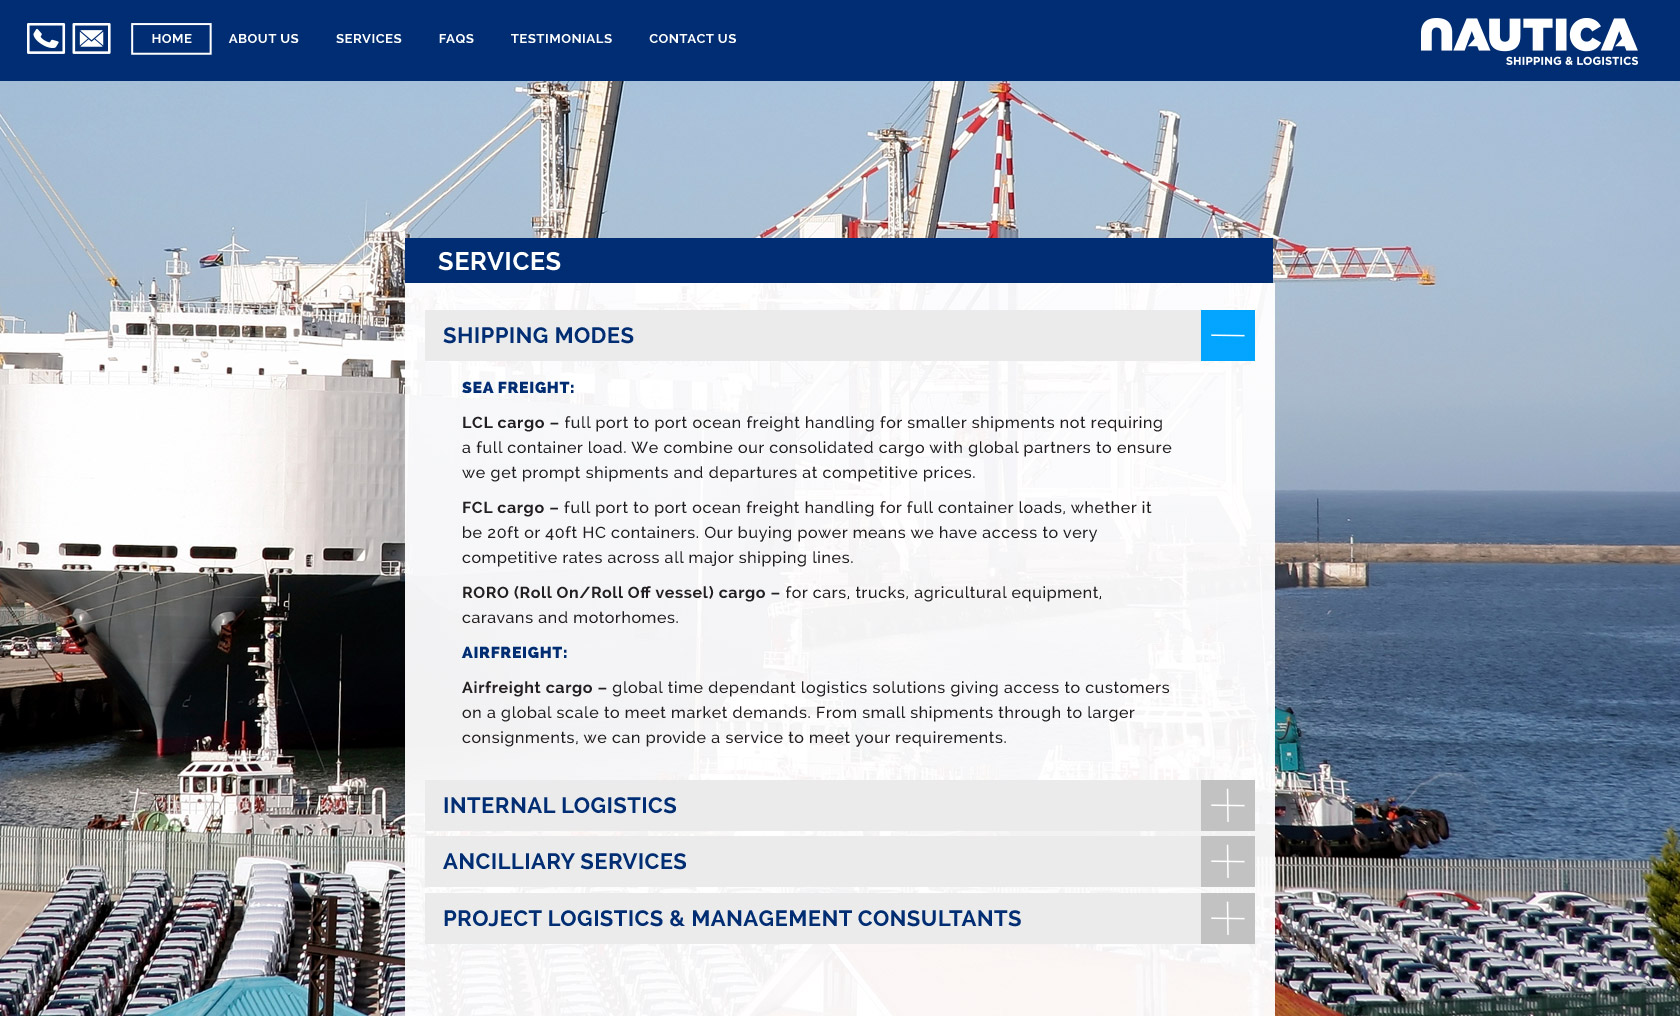 HOME ABOUT US SERVICES FAQS TESTIMONIALS CONTACT US
NAUTICA
SHIPPING & LOGISTICS
SERVICES
SHIPPING MODES
SEA FREIGHT:
LCL cargo – full port to port ocean freight handling for smaller shipments not requiring
a full container load. We combine our consolidated cargo with global partners to ensure
we get prompt shipments and departures at competitive prices.
FCL cargo – full port to port ocean freight handling for full container loads, whether it
be 20ft or 40ft HC containers. Our buying power means we have access to very
competitive rates across all major shipping lines.
RORO (Roll On/Roll Off vessel) cargo – for cars, trucks, agricultural equipment,
caravans and motorhomes.
AIRFREIGHT:
Airfreight cargo – global time dependant logistics solutions giving access to customers
on a global scale to meet market demands. From small shipments through to larger
consignments, we can provide a service to meet your requirements.
INTERNAL LOGISTICS
ANCILLIARY SERVICES
PROJECT LOGISTICS & MANAGEMENT CONSULTANTS